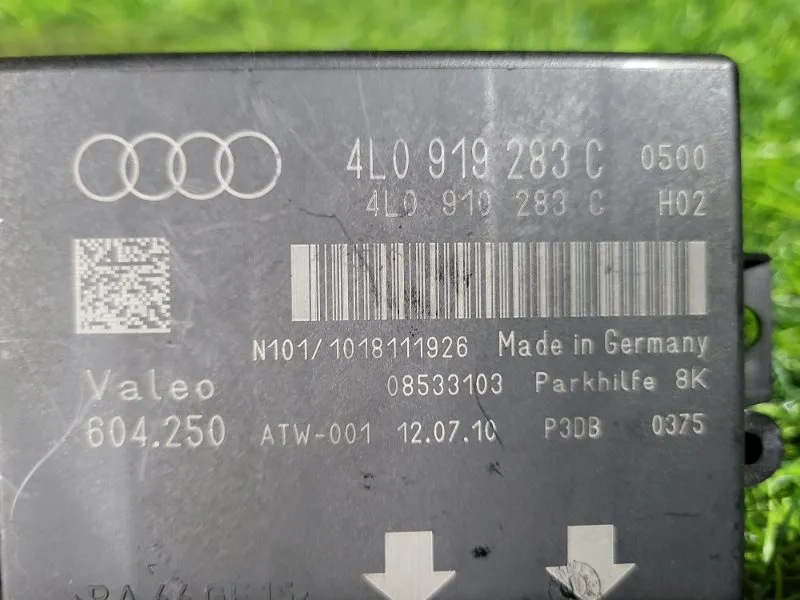 4L0 919 283 C 0500
4L0 910 283 C H02
N101/1018111926 Made in Germany
Valeo 08533103 Parkhilfe 8K
604.250 ATW-001 12.07.10 P3DB 0375